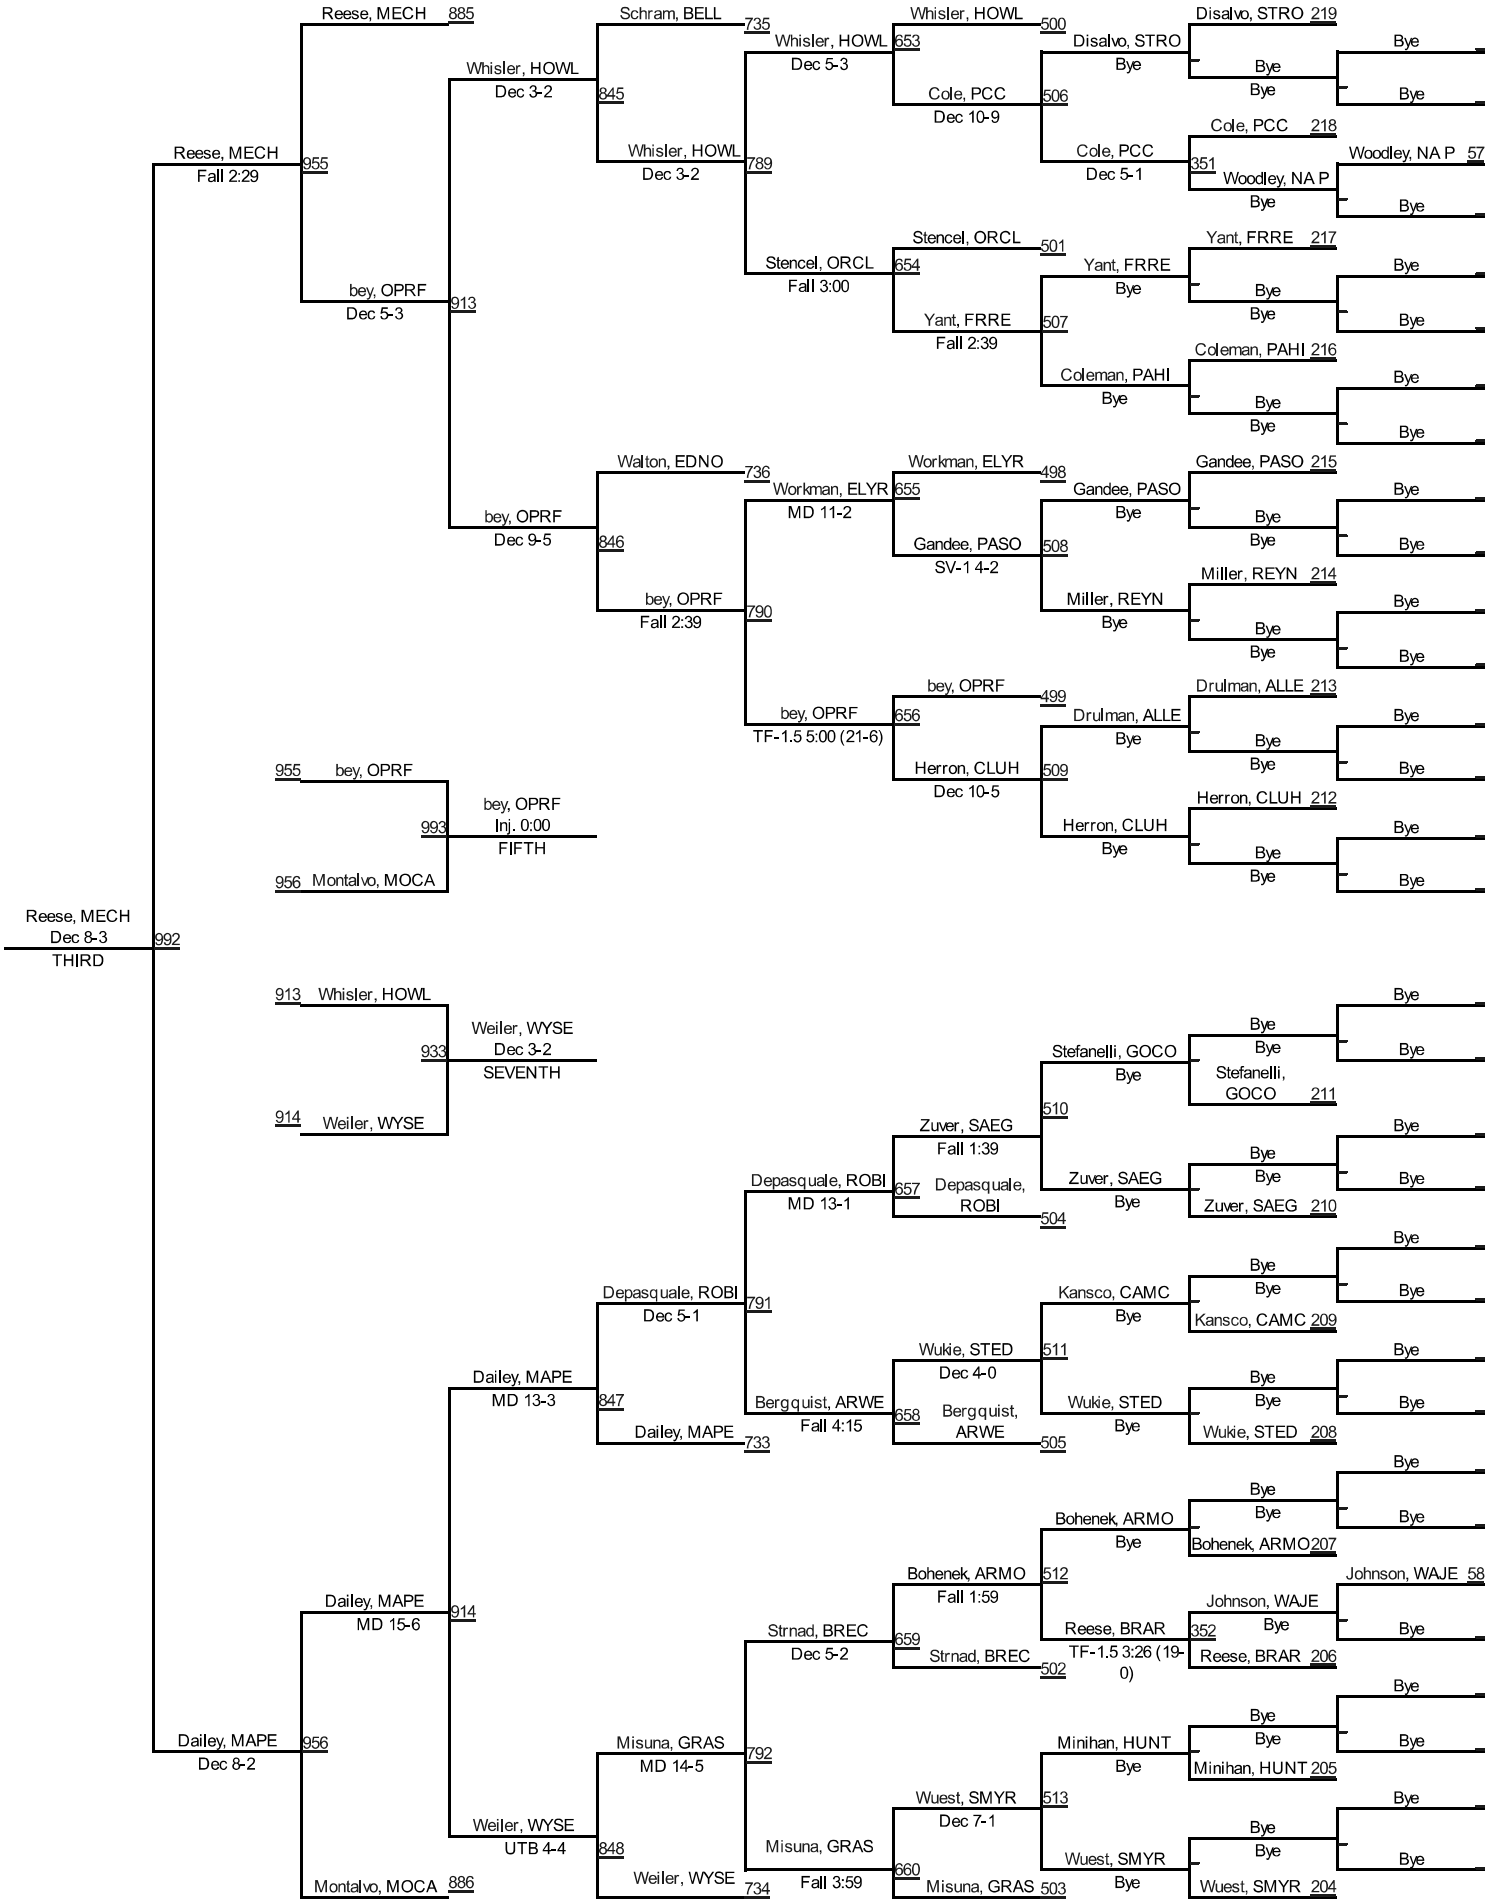 Reese, MECH 885
Schram, BELL 735
Whisler, HOWL 500
Disalvo, STRO 219
Bye
Whisler, HOWL 653
Dec 5-3
Disalvo, STRO
Bye
Bye
Bye
Whisler, HOWL
Dec 3-2
845
Cole, PCC 506
Dec 10-9
Bye
Cole, PCC 218
Reese, MECH 955
Fall 2:29
Whisler, HOWL 789
Dec 3-2
Cole, PCC 351
Dec 5-1
Woodley, NA P 57
Woodley, NA P
Bye
Bye
Stencel, ORCL 501
Yant, FRRE 217
Stencel, ORCL 654
Fall 3:00
Yant, FRRE
Bye
Bye
bey, OPRF 913
Dec 5-3
Bye
Bye
Yant, FRRE 507
Fall 2:39
Bye
Coleman, PAHI 216
Coleman, PAHI
Bye
Bye
Bye
Bye
Bye
Walton, EDNO 736
Workman, ELYR 498
Gandee, PASO 215
Workman, ELYR 655
MD 11-2
Gandee, PASO
Bye
Bye
bey, OPRF 846
Dec 9-5
Bye
Bye
Gandee, PASO 508
SV-1 4-2
Bye
Miller, REYN 214
bey, OPRF 790
Fall 2:39
Miller, REYN
Bye
Bye
Bye
Bye
Bye
bey, OPRF 499
Drulman, ALLE 213
bey, OPRF 656
TF-1.5 5:00 (21-6)
Drulman, ALLE
Bye
Bye
Bye
Bye
955 bey, OPRF
Herron, CLUH 509
Dec 10-5
Bye
Herron, CLUH 212
993
bey, OPRF
Inj. 0:00
FIFTH
Herron, CLUH
Bye
Bye
Bye
Bye
956 Montalvo, MOCA
Bye
Reese, MECH
Dec 8-3
THIRD
992
913 Whisler, HOWL
Bye
933
Weiler, WYSE
Dec 3-2
SEVENTH
Stefanelli, GOCO
Bye
Bye
Bye
Bye
Stefanelli,
GOCO 211
914 Weiler, WYSE
510
Zuver, SAEG
Fall 1:39
Bye
Depasquale, ROBI
MD 13-1
657
Depasquale,
ROBI
504
Zuver, SAEG
Bye
Bye
Bye
Bye
Zuver, SAEG 210
Bye
Depasquale, ROBI 791
Dec 5-1
Kansco, CAMC
Bye
Bye
Bye
Bye
Kansco, CAMC 209
Wukie, STED 511
Dec 4-0
Bye
Dailey, MAPE
MD 13-3
847
Bergquist, ARWE
Fall 4:15
658
Bergquist,
ARWE
505
Wukie, STED
Bye
Bye
Bye
Bye
Wukie, STED 208
Dailey, MAPE 733
Bye
Bohenek, ARMO
Bye
Bye
Bye
Bye
Bohenek, ARMO 207
Bohenek, ARMO 512
Fall 1:59
Johnson, WAJE 58
Dailey, MAPE 914
MD 15-6
Strnad, BREC 659
Dec 5-2
Strnad, BREC 502
Reese, BRAR 352
TF-1.5 3:26 (19-
0)
Johnson, WAJE
Bye
Bye
Reese, BRAR 206
Bye
Dailey, MAPE 956
Dec 8-2
Misuna, GRAS 792
MD 14-5
Minihan, HUNT
Bye
Bye
Bye
Bye
Minihan, HUNT 205
Wuest, SMYR 513
Dec 7-1
Bye
Weiler, WYSE
UTB 4-4
848
Misuna, GRAS
Fall 3:59
660
Wuest, SMYR
Bye
Bye
Bye
Bye
Montalvo, MOCA 886
Weiler, WYSE 734
Misuna, GRAS 503
Wuest, SMYR 204